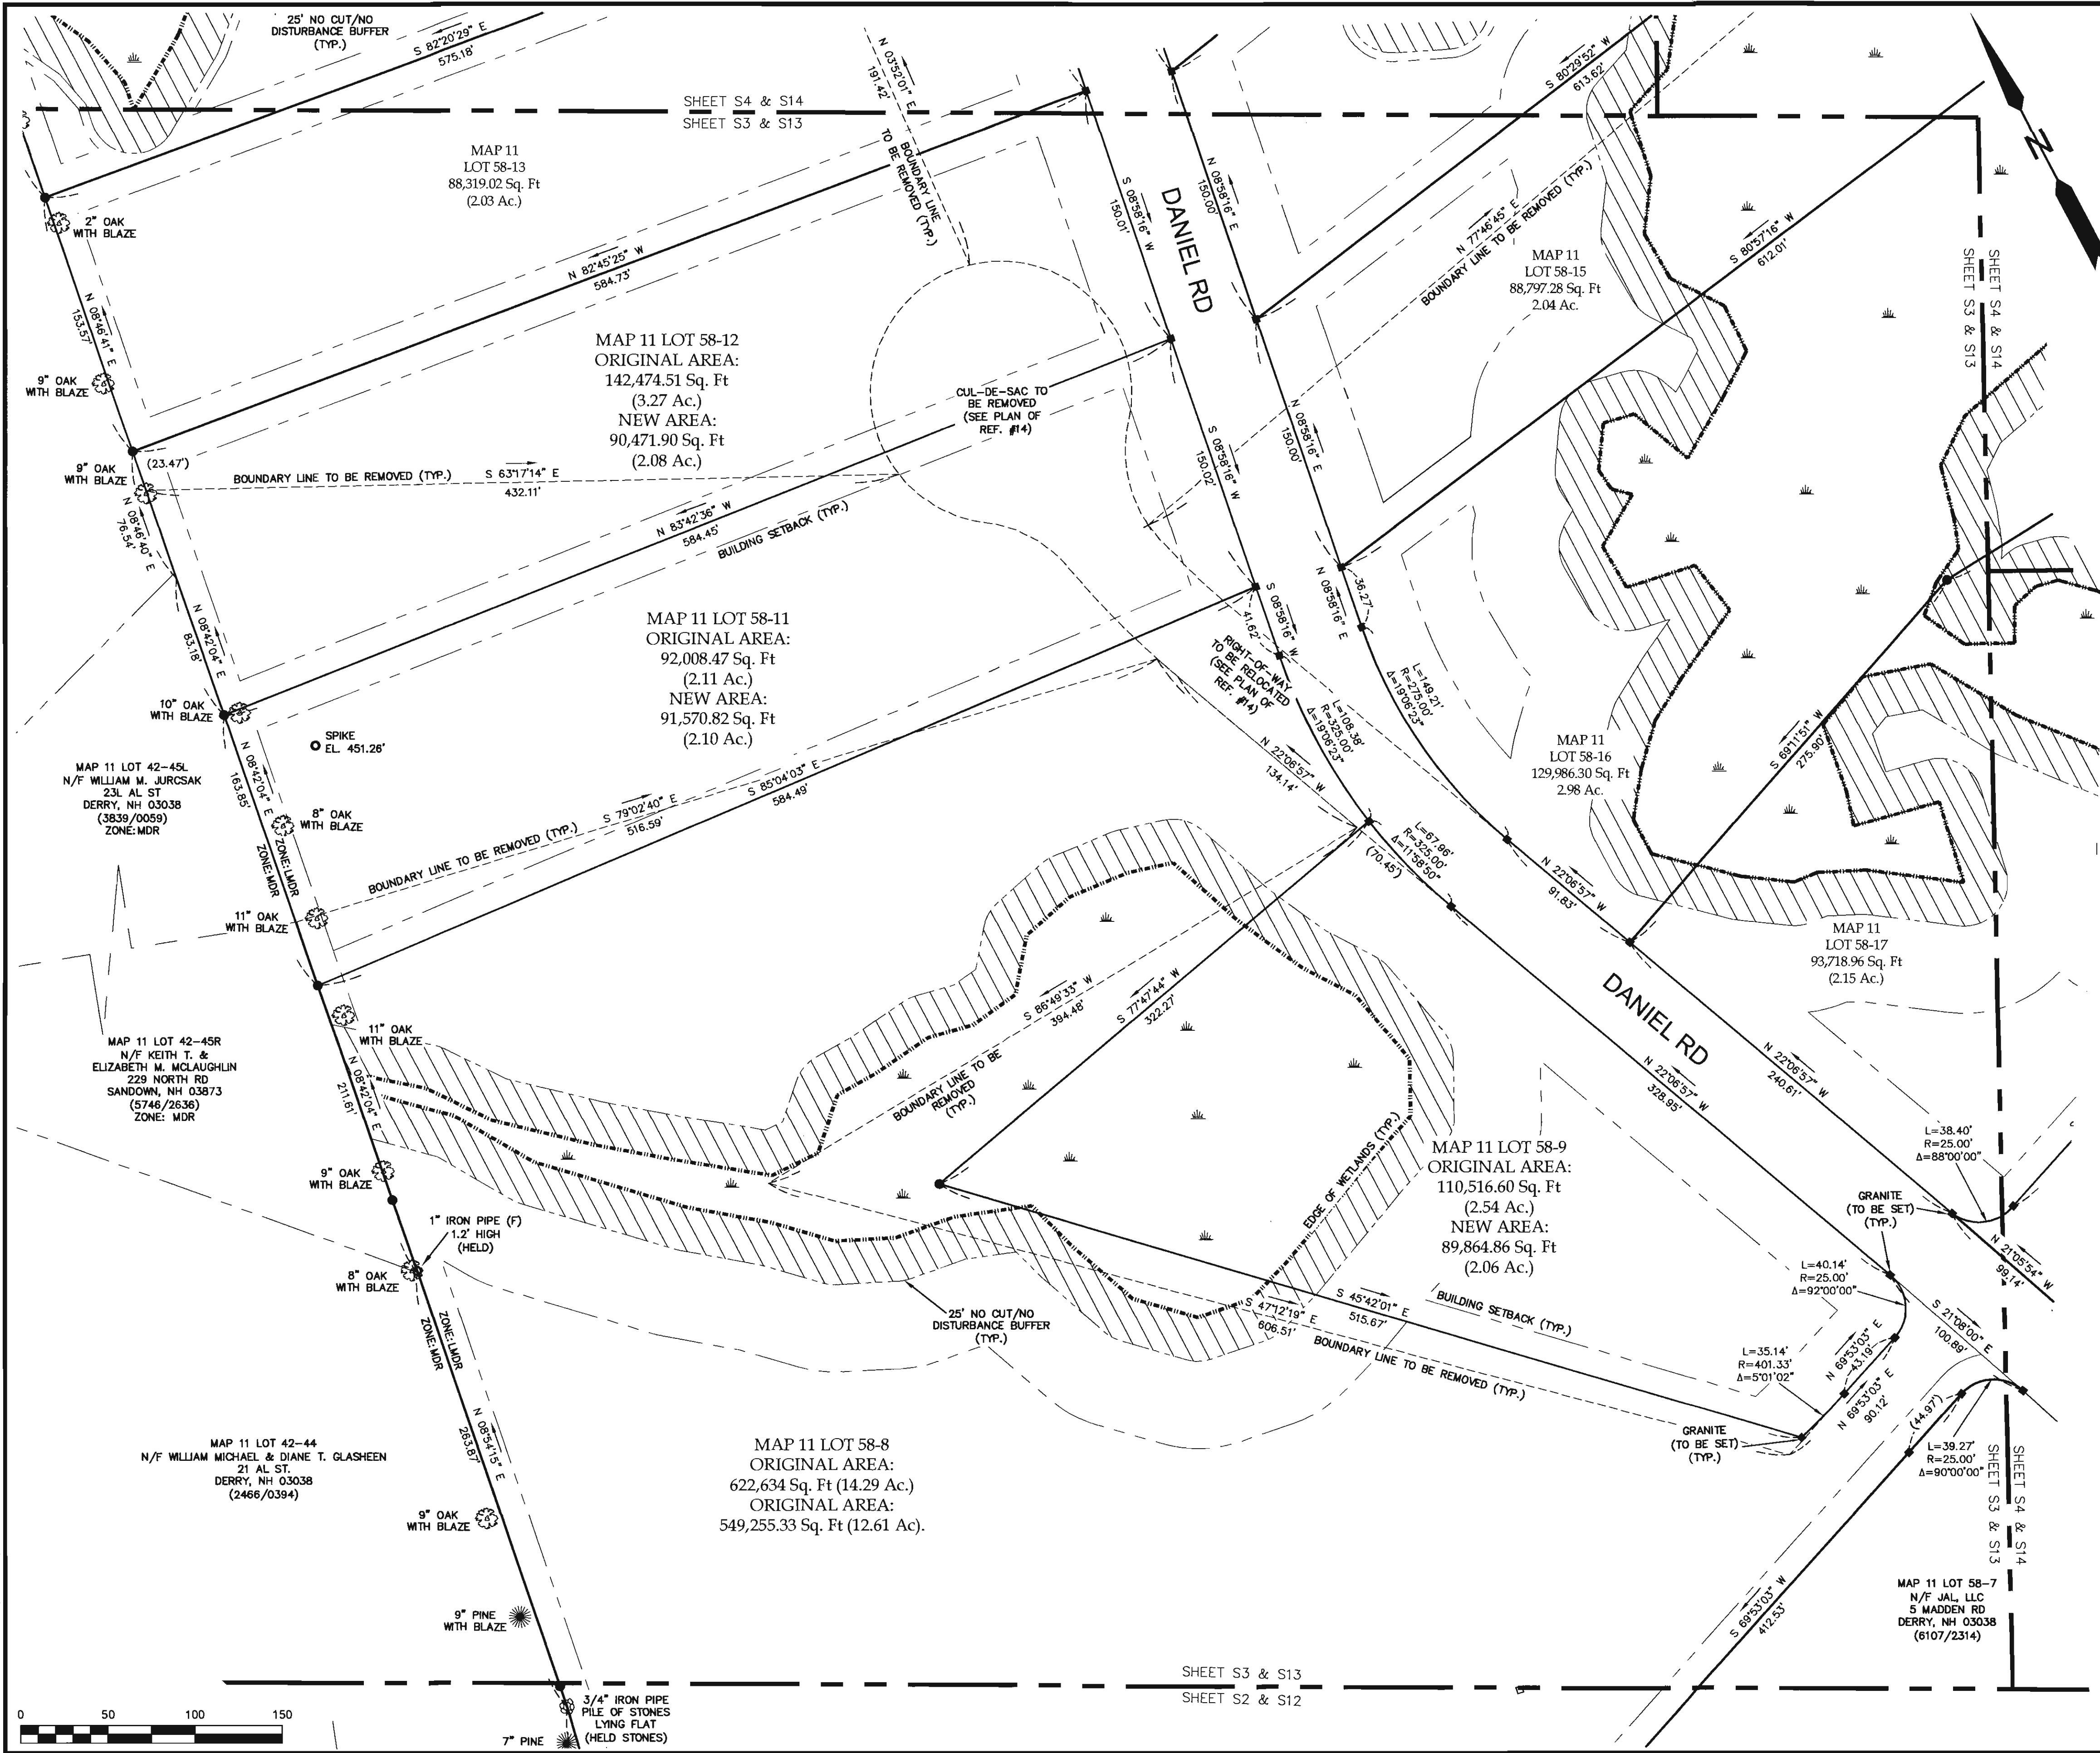 25' NO CUT/NO
DISTURBANCE BUFFER
(TYP.)
S 82°20'29" E
575.18'
N 03°52'01" E
191.42'
BOUNDARY LINE
TO BE REMOVED (TYP.)
SHEET S4 & S14
SHEET S3 & S13
S 80°29'52" W
613.62'
N
MAP 11
LOT 58-13
88,319.02 Sq. Ft
(2.03 Ac.)
2" OAK
WITH BLAZE
N 82°45'25" W
584.73'
S 08°58'16" W
150.01'
DANIEL RD
N 08°58'16" E
150.00'
N 77°46'45" E
BOUNDARY LINE TO BE REMOVED (TYP.)
MAP 11
LOT 58-15
88,797.28 Sq. Ft
2.04 Ac.
S 80°57'16" W
612.01'
SHEET S4 & S14
SHEET S3 & S13
N 08°46'41" E
153.57'
9" OAK
WITH BLAZE
MAP 11 LOT 58-12
ORIGINAL AREA:
142,474.51 Sq. Ft
(3.27 Ac.)
NEW AREA:
90,471.90 Sq. Ft
(2.08 Ac.)
CUL-DE-SAC TO
BE REMOVED
(SEE PLAN OF
REF. #14)
S 08°58'16" W
150.02'
N 08°58'16" E
150.00'
9" OAK
WITH BLAZE
(23.47')
BOUNDARY LINE TO BE REMOVED (TYP.)
S 63°17'14" E
432.11'
N 08°46'40" E
76.54'
N 83°42'36" W
584.45'
BUILDING SETBACK (TYP.)
N 08°42'04" E
83.18'
MAP 11 LOT 58-11
ORIGINAL AREA:
92,008.47 Sq. Ft
(2.11 Ac.)
NEW AREA:
91,570.82 Sq. Ft
(2.10 Ac.)
S 08°58'16" W
41.62'
N 08°58'16" E
36.27'
RIGHT-OF-WAY
TO BE RELOCATED
(SEE PLAN OF
REF. #14)
L=149.21'
R=275.00'
Δ=19°06'23"
L=108.38'
R=325.00'
Δ=19°06'23"
10" OAK
WITH BLAZE
SPIKE
EL. 451.26'
N 22°06'57" W
134.14'
MAP 11
LOT 58-16
129,986.30 Sq. Ft
2.98 Ac.
S 69°11'51" W
275.90'
MAP 11 LOT 42-45L
N/F WILLIAM M. JURCSAK
23L AL ST
DERRY, NH 03038
(3839/0059)
ZONE:MDR
N 08°42'04" E
163.85'
8" OAK
WITH BLAZE
ZONE:LMDR
ZONE:MDR
BOUNDARY LINE TO BE REMOVED (TYP.)
S 79°02'40" E
516.59'
S 85°04'03" E
584.49'
L=67.96'
R=325.00'
Δ=11°58'50"
(70.45')
N 22°06'57" W
91.83'
11" OAK
WITH BLAZE
MAP 11
LOT 58-17
93,718.96 Sq. Ft
(2.15 Ac.)
S 86°49'33" W
394.48'
S 77°47'44" W
322.27'
BOUNDARY LINE TO BE
REMOVED
(TYP.)
DANIEL RD
11" OAK
WITH BLAZE
MAP 11 LOT 42-45R
N/F KEITH T. &
ELIZABETH M. MCLAUGHLIN
229 NORTH RD
SANDOWN, NH 03873
(5746/2636)
ZONE: MDR
N 08°42'04" E
211.61'
N 22°06'57" W
328.95'
N 22°06'57" W
240.61'
EDGE OF WETLANDS (TYP.)
MAP 11 LOT 58-9
ORIGINAL AREA:
110,516.60 Sq. Ft
(2.54 Ac.)
NEW AREA:
89,864.86 Sq. Ft
(2.06 Ac.)
L=38.40'
R=25.00'
Δ=88°00'00"
GRANITE
(TO BE SET)
(TYP.)
9" OAK
WITH BLAZE
1" IRON PIPE (F)
1.2' HIGH
(HELD)
8" OAK
WITH BLAZE
N 21°05'54" W
99.14'
L=40.14'
R=25.00'
Δ=92°00'00"
S 21°08'00" E
100.89'
25' NO CUT/NO
DISTURBANCE BUFFER
(TYP.)
S 47°12'19" E
606.51'
S 45°42'01" E
515.67'
BUILDING SETBACK (TYP.)
BOUNDARY LINE TO BE REMOVED (TYP.)
L=35.14'
R=401.33'
Δ=5°01'02"
N 69°53'03" E
43.19'
N 69°53'03" E
90.12'
ZONE:LMDR
ZONE:MDR
GRANITE
(TO BE SET)
(TYP.)
(44.97')
L=39.27'
R=25.00'
Δ=90°00'00"
SHEET S4 & S14
SHEET S3 & S13
MAP 11 LOT 42-44
N/F WILLIAM MICHAEL & DIANE T. GLASHEEN
21 AL ST.
DERRY, NH 03038
(2466/0394)
N 08°54'15" E
263.87'
MAP 11 LOT 58-8
ORIGINAL AREA:
622,634 Sq. Ft (14.29 Ac.)
ORIGINAL AREA:
549,255.33 Sq. Ft (12.61 Ac).
9" OAK
WITH BLAZE
9" PINE
WITH BLAZE
S 69°53'03" W
412.53'
MAP 11 LOT 58-7
N/F JAL, LLC
5 MADDEN RD
DERRY, NH 03038
(6107/2314)
SHEET S3 & S13
SHEET S2 & S12
3/4" IRON PIPE
PILE OF STONES
LYING FLAT
(HELD STONES)
7" PINE
0 50 100 150